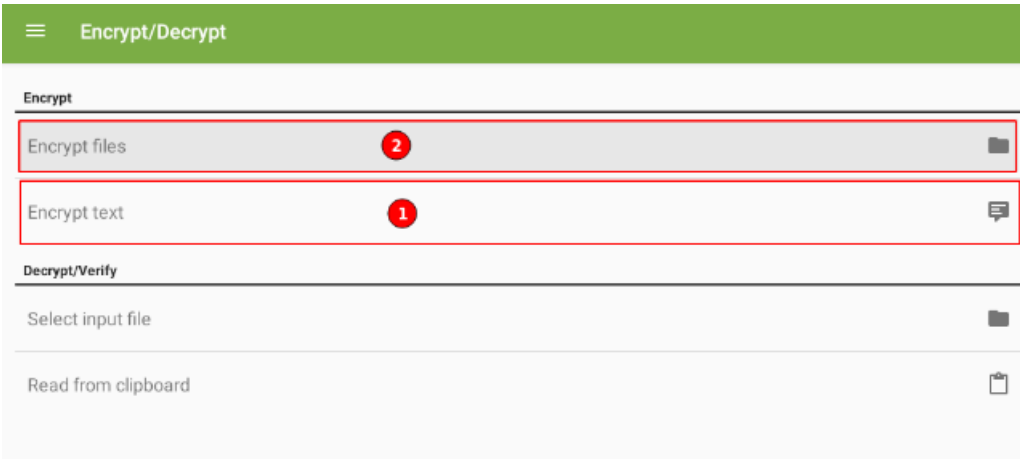 Encrypt/Decrypt
Encrypt
Encrypt files 2
Encrypt text 1
Decrypt/Verify
Select input file
Read from clipboard